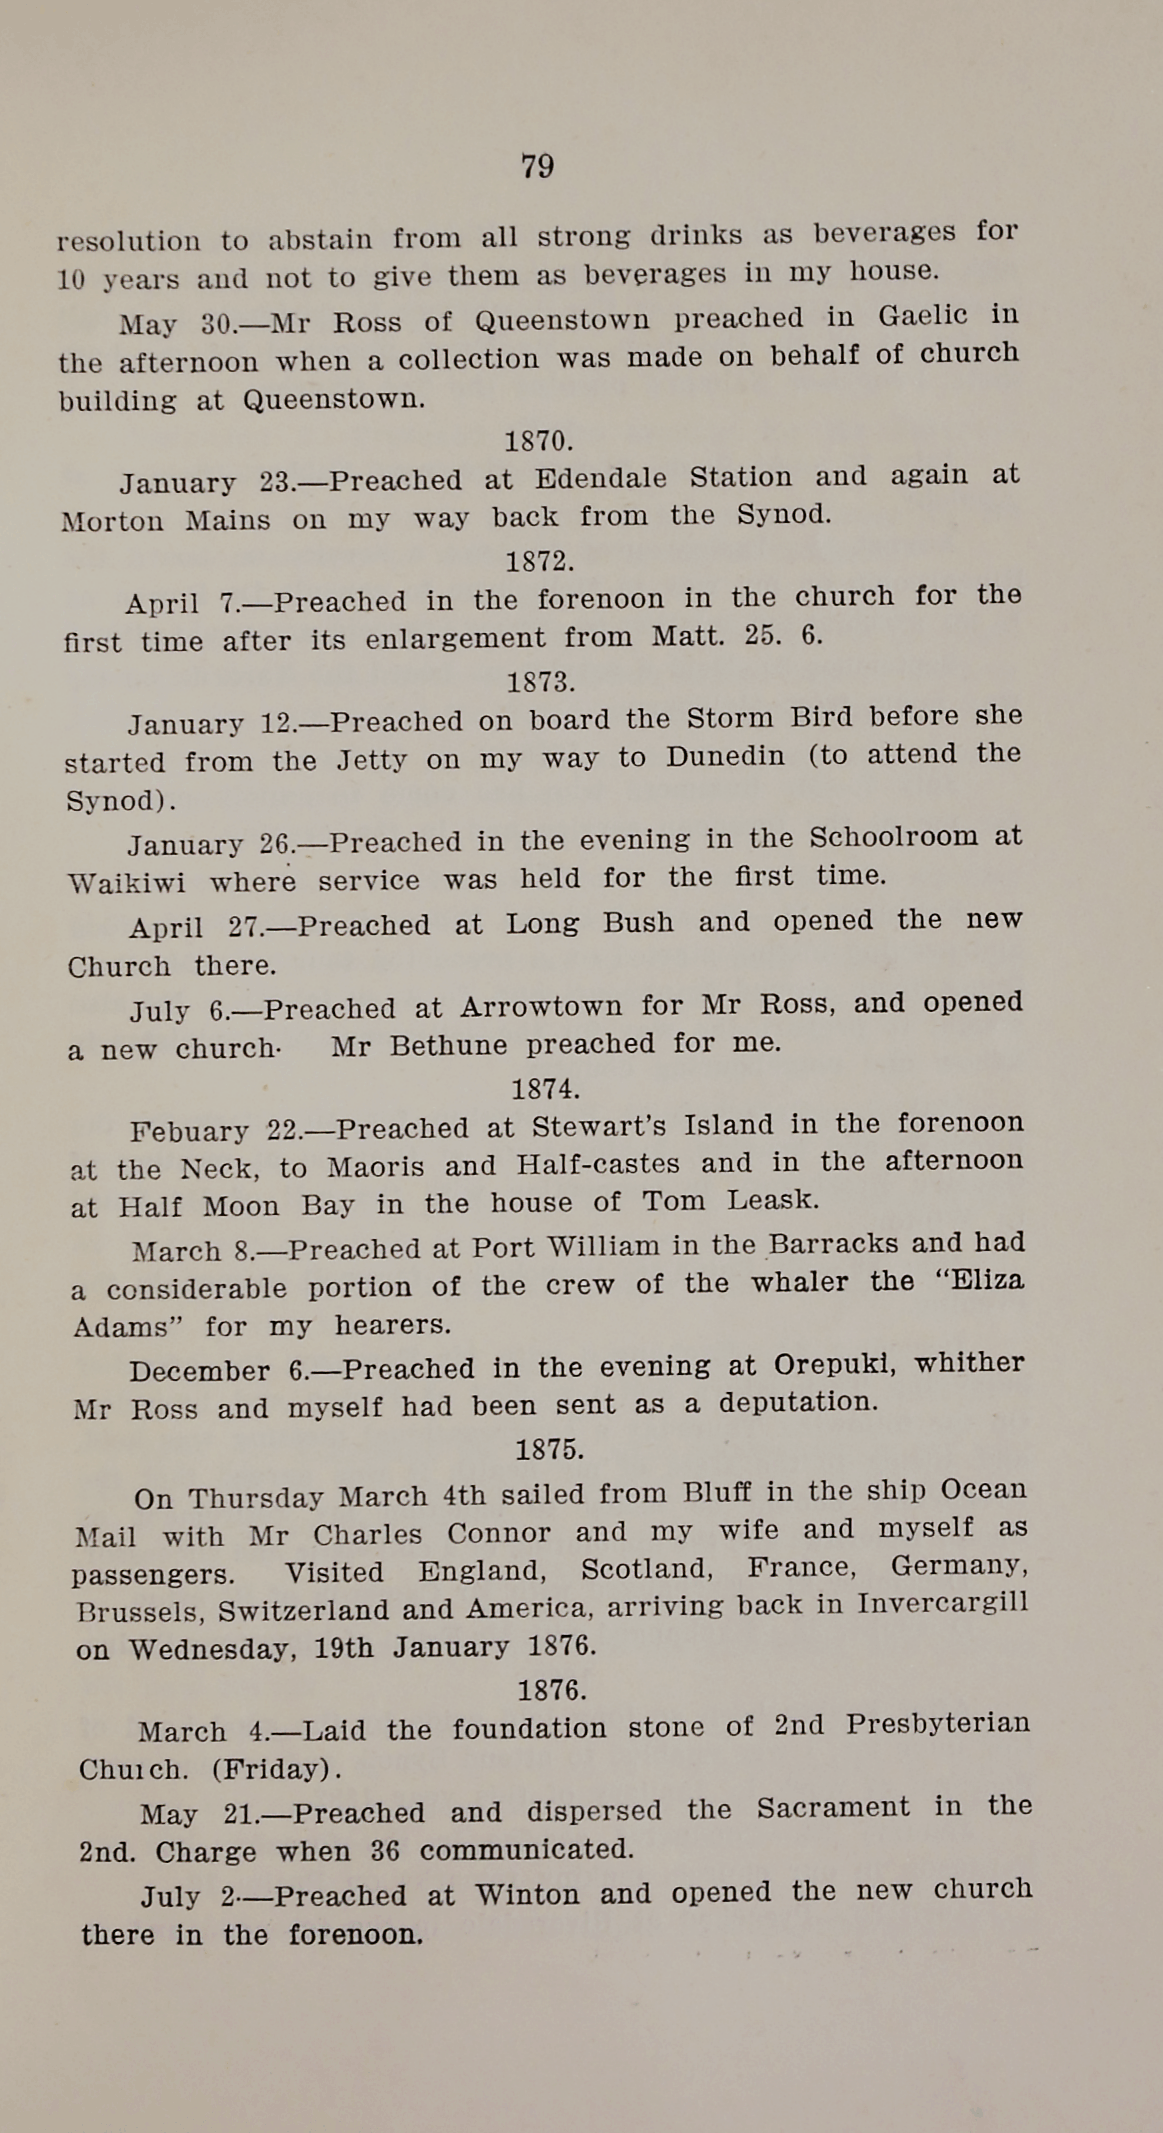 79
resolution to abstain from all strong drinks as beverages for
10 years and not to give them as beverages in my house.
May 30.—Mr Ross of Queenstown preached in Gaelic in
the afternoon when a collection was made on behalf of church
building at Queenstown.
1870.
January 23.—Preached at Edendale Station and again at
Morton Mains on my way back from the Synod.
1872.
April 7.—Preached in the forenoon in the church for the
first time after its enlargement from Matt. 25. 6.
1873.
January 12.—Preached on board the Storm Bird before she
started from the Jetty on my way to Dunedin (to attend the
Synod).
January 26.—Preached in the evening in the Schoolroom at
Waikiwi where service was held for the first time.
April 27.—Preached at Long Bush and opened the new
Church there.
July 6.—Preached at Arrowtown for Mr Ross, and opened
a new church· Mr Bethune preached for me.
1874.
Febuary 22.—Preached at Stewart's Island in the forenoon
at the Neck, to Maoris and Half-castes and in the afternoon
at Half Moon Bay in the house of Tom Leask.
March 8.—Preached at Port William in the Barracks and had
a considerable portion of the crew of the whaler the “Eliza
Adams” for my hearers.
December 6.—Preached in the evening at Orepuki, whither
Mr Ross and myself had been sent as a deputation.
1875.
On Thursday March 4th sailed from Bluff in the ship Ocean
Mail with Mr Charles Connor and my wife and myself as
passengers. Visited England, Scotland, France, Germany,
Brussels, Switzerland and America, arriving back in Invercargill
on Wednesday, 19th January 1876.
1876.
March 4.—Laid the foundation stone of 2nd Presbyterian
Church. (Friday).
May 21.—Preached and dispersed the Sacrament in the
2nd. Charge when 36 communicated.
July 2·—Preached at Winton and opened the new church
there in the forenoon.